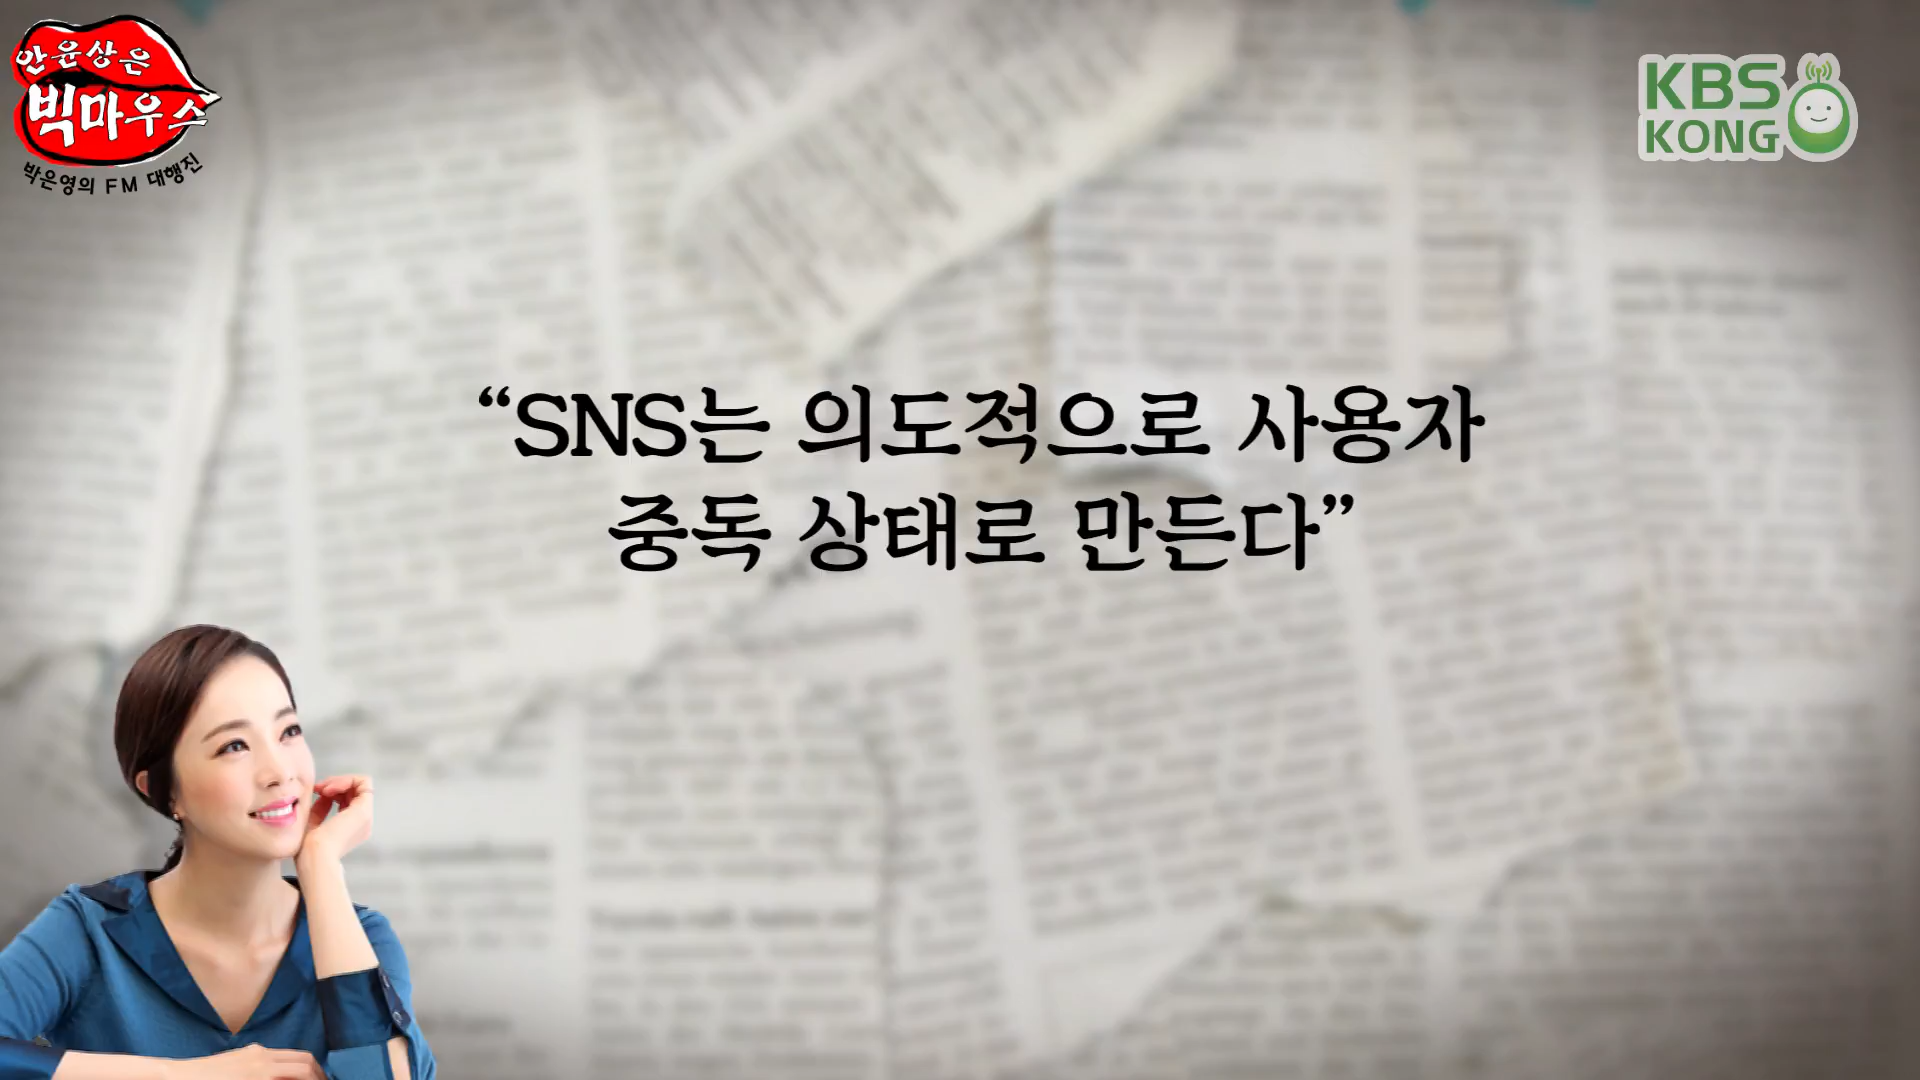 안윤상은
빅마우스
박은영의 FM 대행진
KBS
KONG
“SNS는 의도적으로 사용자
중독 상태로 만든다”